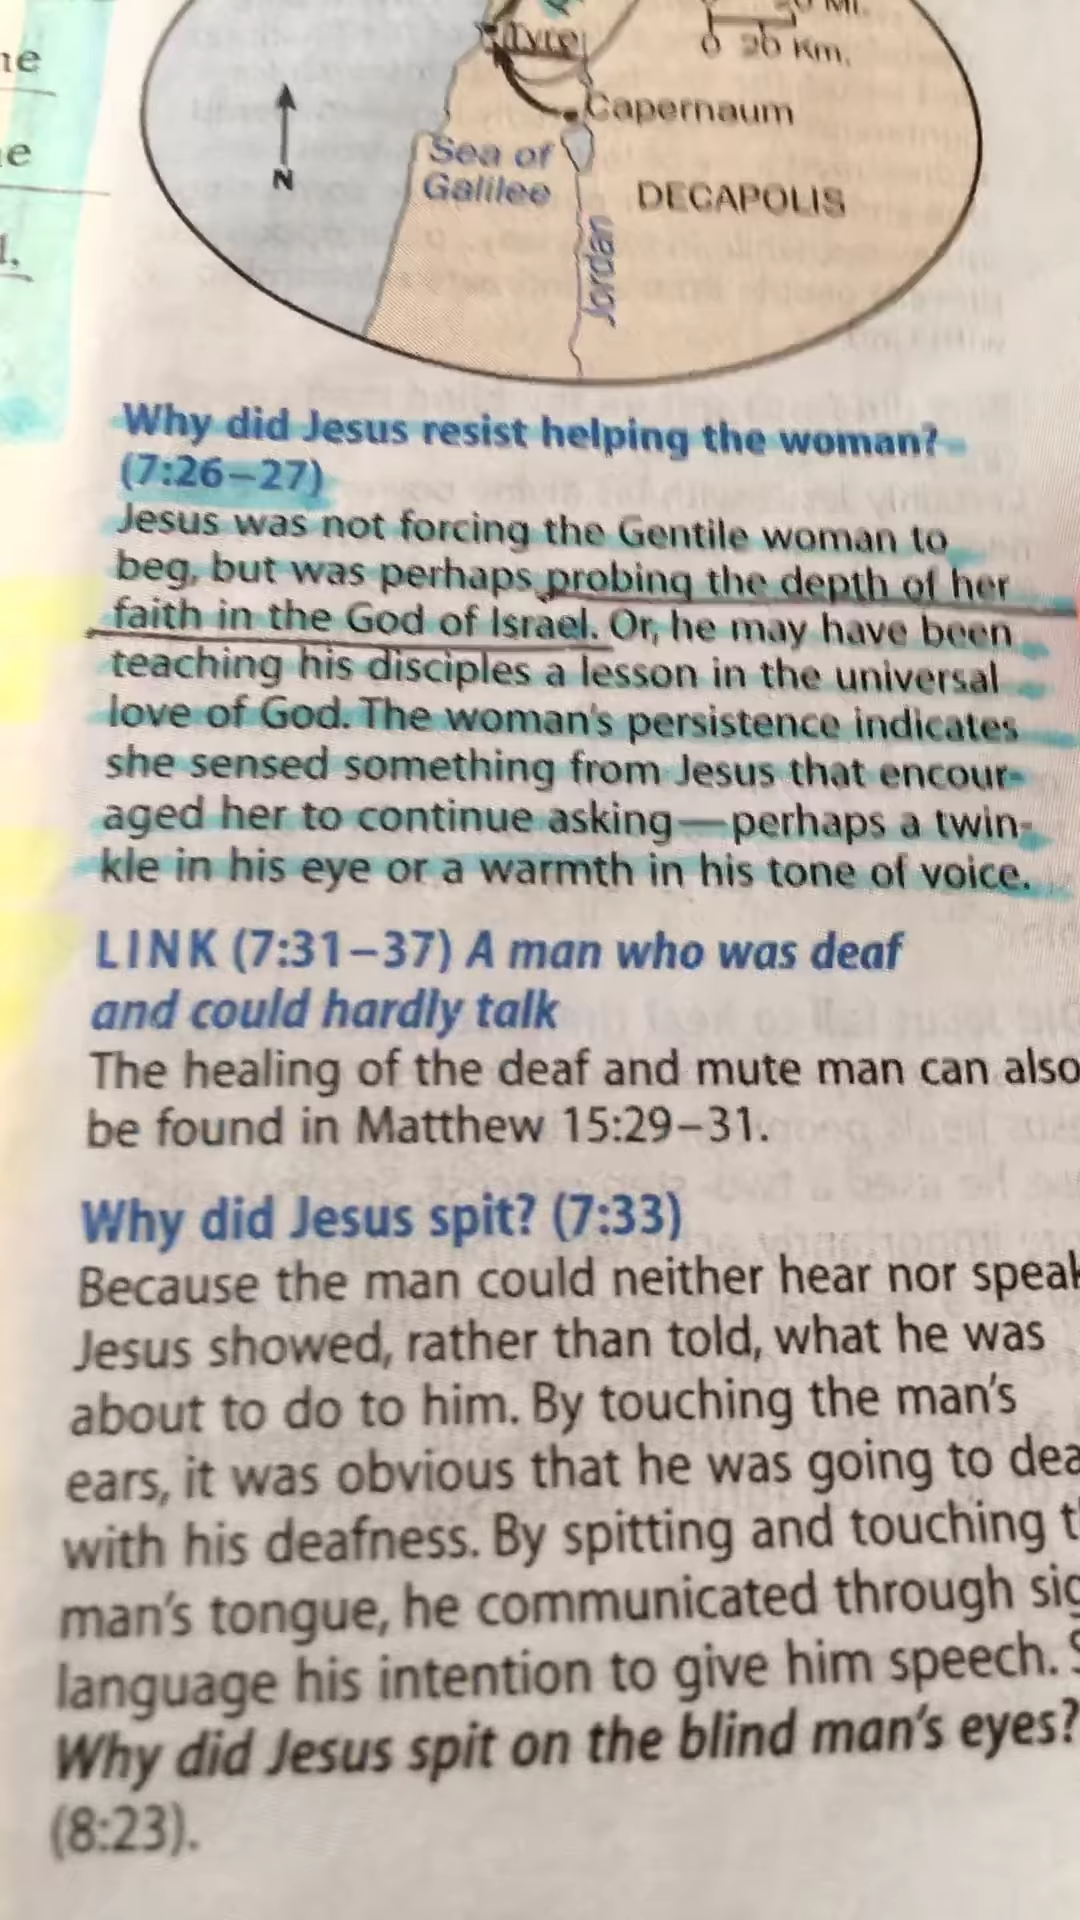 ne
e
Tyre
Mi.
0 20 Km.
Capernaum
N
Sea of
Galilee
DECAPOLIS
Jordan
Why did Jesus resist helping the woman?
(7:26–27)
Jesus was not forcing the Gentile woman to
beg, but was perhaps probing the depth of her
faith in the God of Israel. Or, he may have been
teaching his disciples a lesson in the universal
love of God. The woman's persistence indicates
she sensed something from Jesus that encour-
aged her to continue asking—perhaps a twin-
kle in his eye or a warmth in his tone of voice.
LINK (7:31–37) A man who was deaf
and could hardly talk
The healing of the deaf and mute man can also
be found in Matthew 15:29–31.
Why did Jesus spit? (7:33)
Because the man could neither hear nor speak
Jesus showed, rather than told, what he was
about to do to him. By touching the man's
ears, it was obvious that he was going to dea
with his deafness. By spitting and touching t
man's tongue, he communicated through sig
language his intention to give him speech. S
Why did Jesus spit on the blind man's eyes?
(8:23).